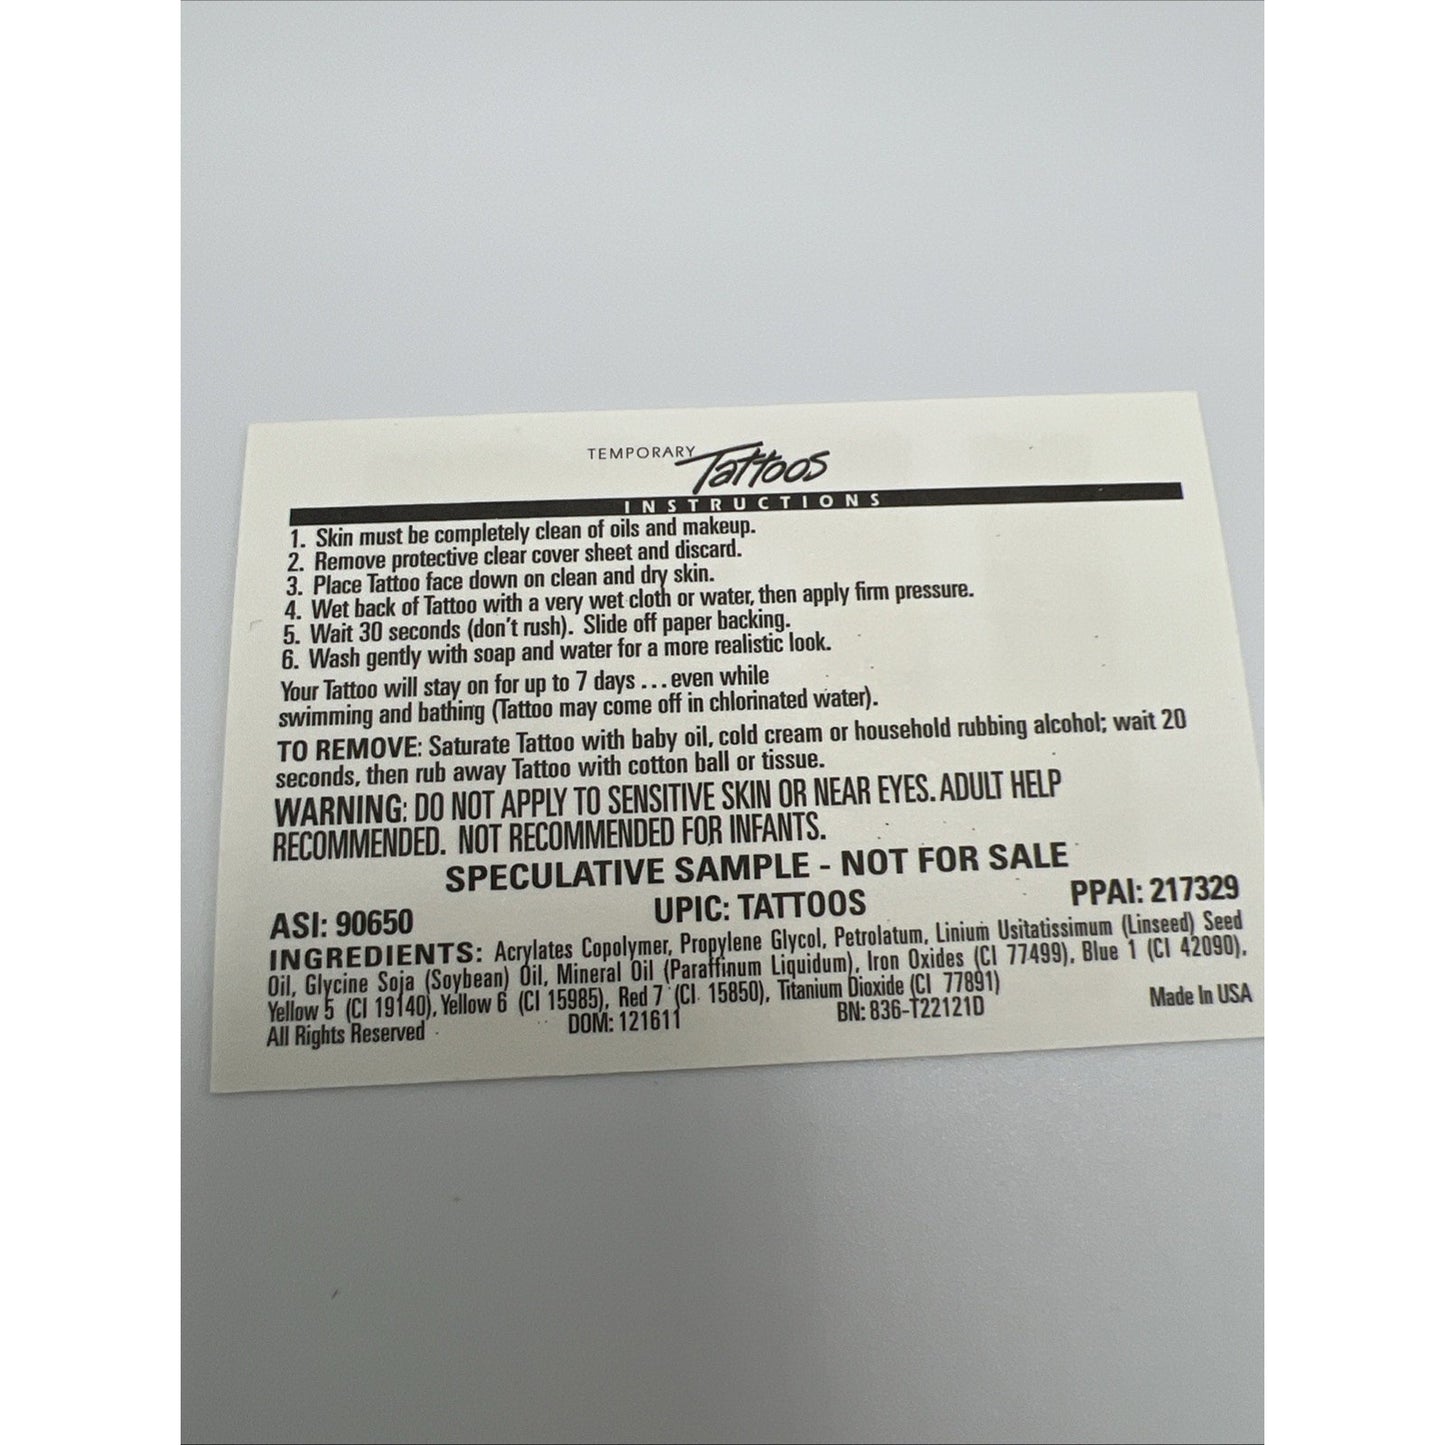 TEMPORARY Tattoos
INSTRUCTIONS
1. Skin must be completely clean of oils and makeup.
2. Remove protective clear cover sheet and discard.
3. Place Tattoo face down on clean and dry skin.
4. Wet back of Tattoo with a very wet cloth or water, then apply firm pressure.
5. Wait 30 seconds (don't rush). Slide off paper backing.
6. Wash gently with soap and water for a more realistic look.
Your Tattoo will stay on for up to 7 days ...even while
swimming and bathing (Tattoo may come off in chlorinated water).
TO REMOVE: Saturate Tattoo with baby oil, cold cream or household rubbing alcohol; wait 20
seconds, then rub away Tattoo with cotton ball or tissue.
WARNING: DO NOT APPLY TO SENSITIVE SKIN OR NEAR EYES. ADULT HELP
RECOMMENDED. NOT RECOMMENDED FOR INFANTS.
SPECULATIVE SAMPLE - NOT FOR SALE
ASI: 90650 UPIC: TATTOOS PPAI: 217329
INGREDIENTS: Acrylates Copolymer, Propylene Glycol, Petrolatum, Linium Usitatissimum (Linseed) Seed
Oil, Glycine Soja (Soybean) Oil, Mineral Oil (Paraffinum Liquidum), Iron Oxides (CI 77499), Blue 1 (CI 42090),
Yellow 5 (CI 19140), Yellow 6 (CI 15985), Red 7 (CI 15850), Titanium Dioxide (CI 77891)
All Rights Reserved DOM: 121611 BN: 836-T22121D Made In USA